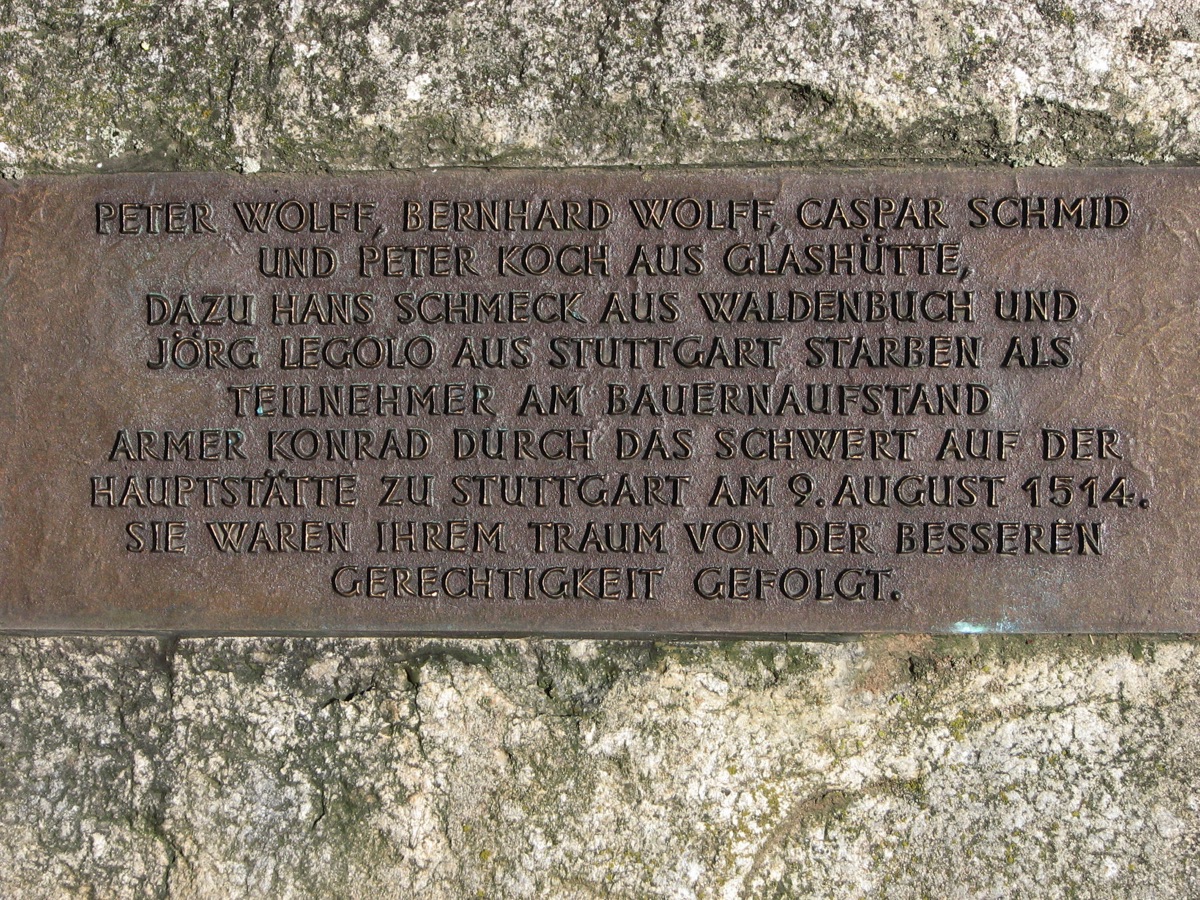 PETER WOLFF, BERNHARD WOLFF, CASPAR SCHMID
UND PETER KOCH AUS GLASHÜTTE,
DAZU HANS SCHMECK AUS WALDENBUCH UND
JÖRG LEGOLO AUS STUTTGART STARBEN ALS
TEILNEHMER AM BAUERNAUFSTAND
ARMER KONRAD DURCH DAS SCHWERT AUF DER
HAUPTSTÄTTE ZU STUTTGART AM 9. AUGUST 1514.
SIE WAREN IHREM TRAUM VON DER BESSEREN
GERECHTIGKEIT GEFOLGT.